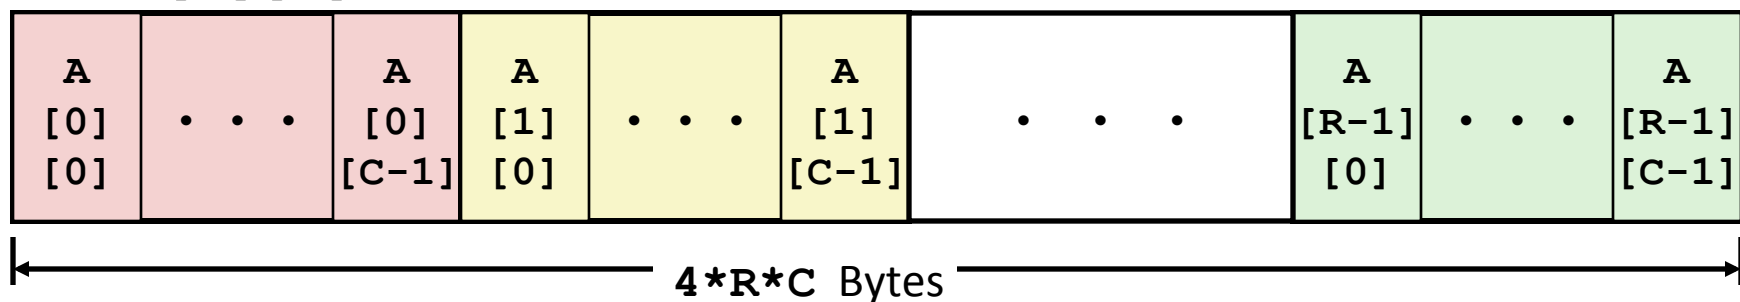 A A A A A A
[0] • • • [0] [1] • • • [1] • • • [R-1] • • • [R-1]
[0] [C-1] [0] [C-1] [0] [C-1]
4*R*C Bytes